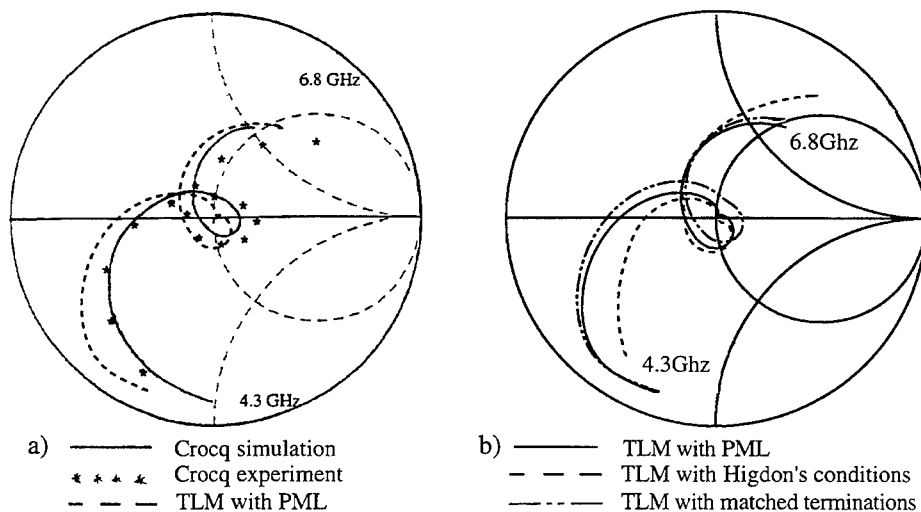 6.8 GHz
4.3 GHz
a) Crocq simulation
Crocq experiment
TLM with PML
6.8Ghz
4.3Ghz
b) TLM with PML
TLM with Higdon's conditions
TLM with matched terminations